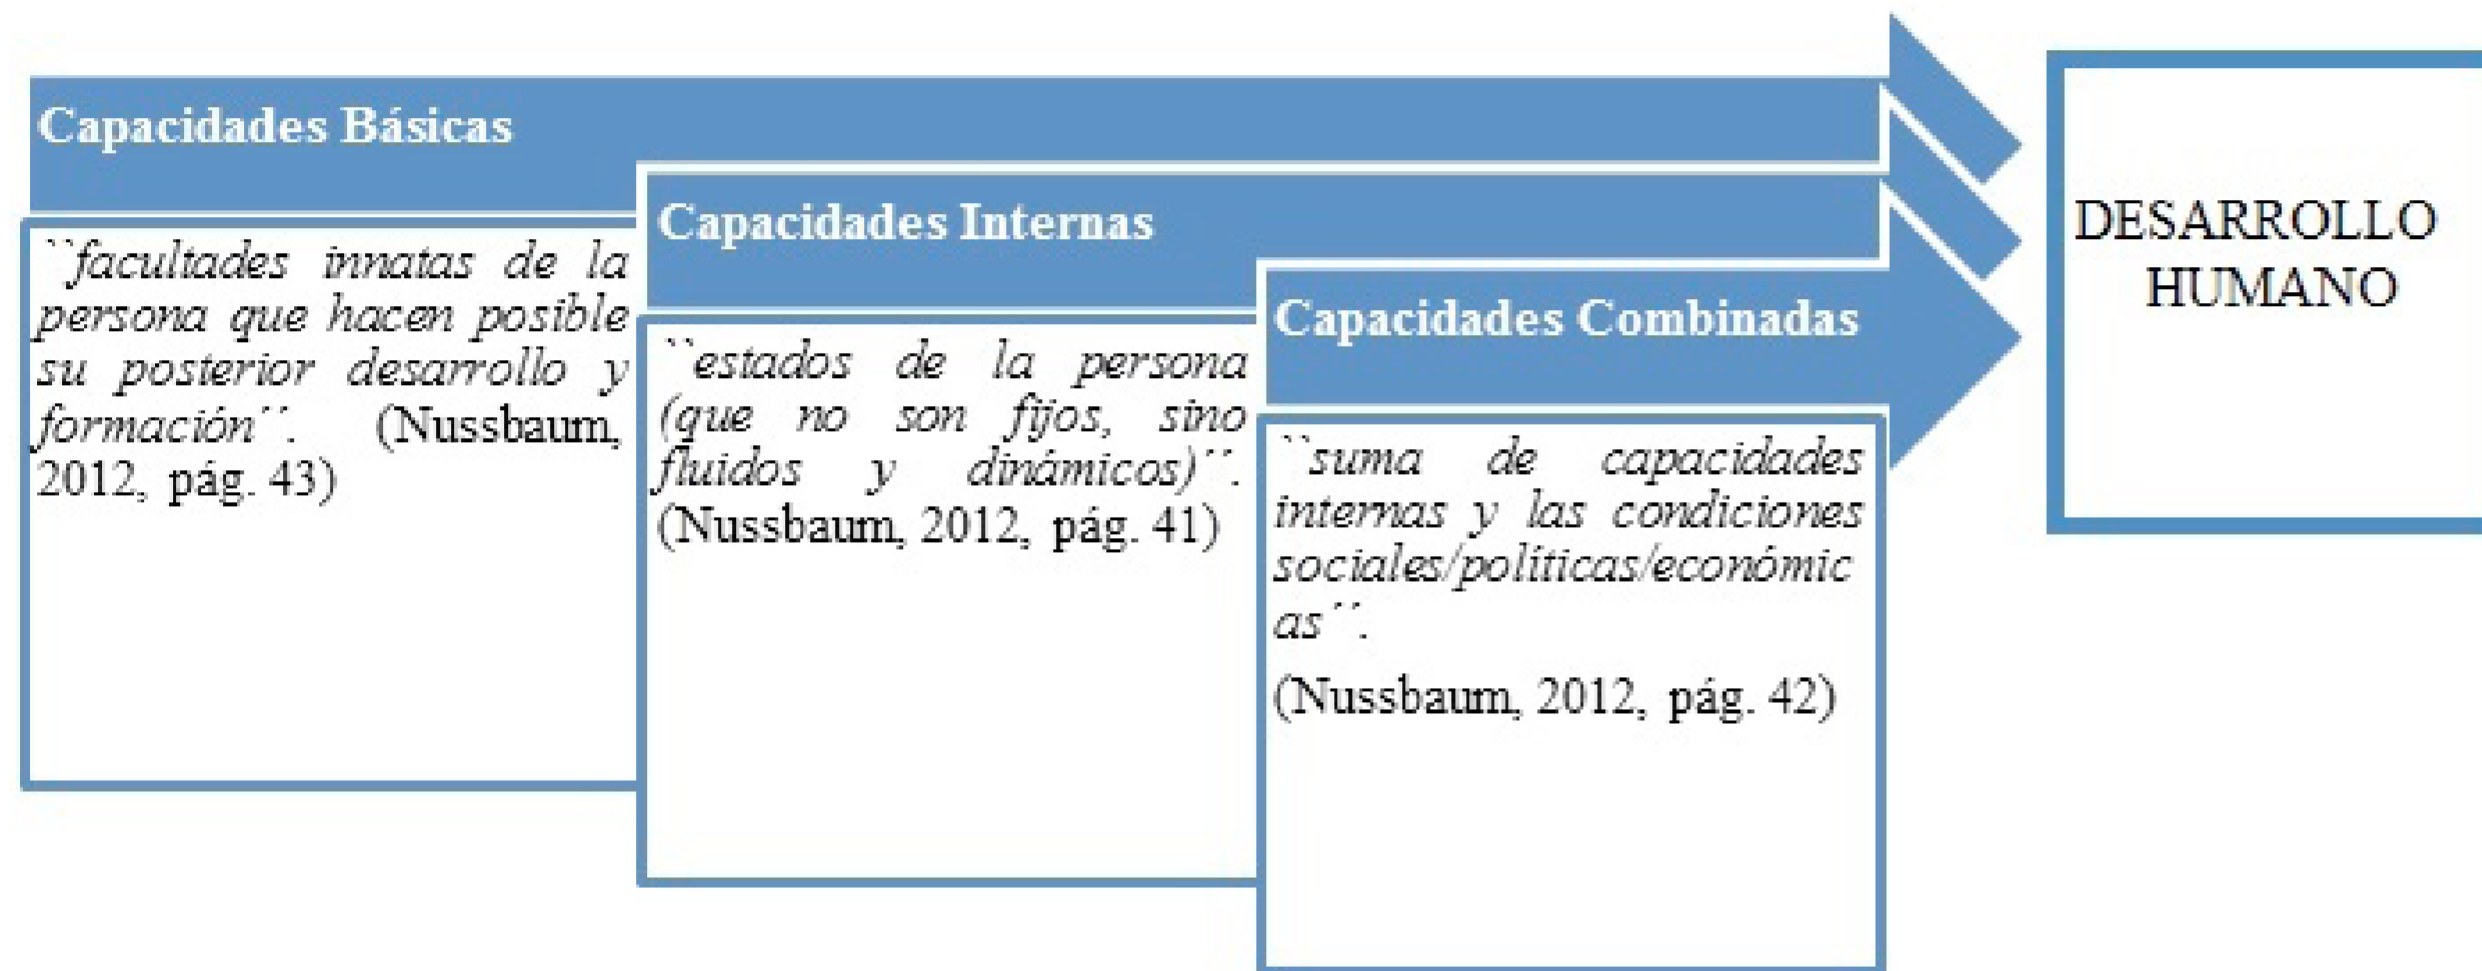 Capacidades Básicas
``facultades innatas de la
persona que hacen posible
su posterior desarrollo y
formación´´. (Nussbaum,
2012, pág. 43)
Capacidades Internas
``estados de la persona
(que no son fijos, sino
fluidos y dinámicos)´´.
(Nussbaum, 2012, pág. 41)
Capacidades Combinadas
``suma de capacidades
internas y las condiciones
sociales/políticas/económic
as´´.
(Nussbaum, 2012, pág. 42)
DESARROLLO
HUMANO